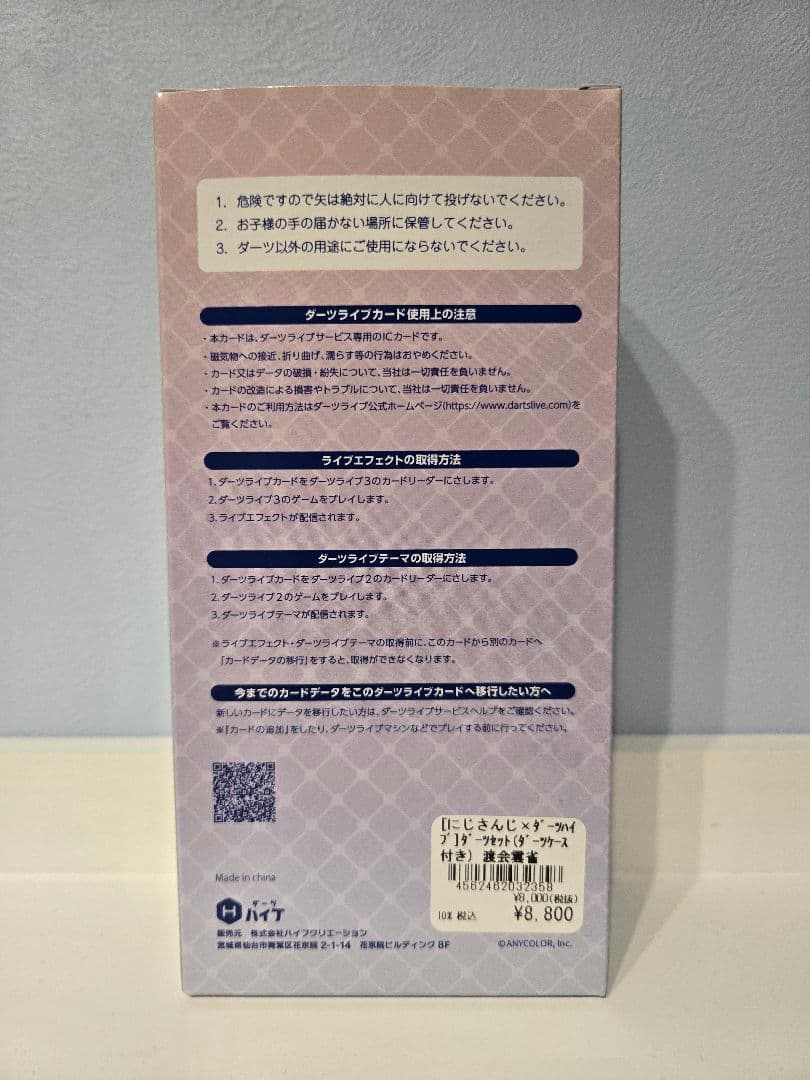 1. 危険ですので矢は絶対に人に向けて投げないでください。
2. お子様の手の届かない場所に保管してください。
3. ダーツ以外の用途にご使用にならないでください。
ダーツライブカード使用上の注意
・本カードは、ダーツライブサービス専用のICカードです。
・磁気物への接近、折り曲げ、濡らす等の行為はおやめください。
・カード又はデータの破損・紛失について、当社は一切責任を負いません。
・カードの改造による損害やトラブルについて、当社は一切責任を負いません。
・本カードのご利用方法はダーツライブ公式ホームページ(https://www.dartslive.com)を
ご覧ください。
ライブエフェクトの取得方法
1.ダーツライブカードをダーツライブ3のカードリーダーにさします。
2.ダーツライブ3のゲームをプレイします。
3.ライブエフェクトが配信されます。
ダーツライブテーマの取得方法
1.ダーツライブカードをダーツライブ2のカードリーダーにさします。
2.ダーツライブ2のゲームをプレイします。
3.ダーツライブテーマが配信されます。
※ライブエフェクト・ダーツライブテーマの取得前に、このカードから別のカードへ
「カードデータの移行」をすると、取得ができなくなります。
今までのカードデータをこのダーツライブカードへ移行したい方へ
新しいカードにデータを移行したい方は、ダーツライブサービスヘルプをご確認ください。
※「カードの追加」をしたり、ダーツライブマシンなどでプレイする前に行ってください。
Made in china
ダーツ
ハイブ
販売元 株式会社ハイブクリエーション
宮城県仙台市青葉区花京院 2-1-14 花京院ビルディング 8F
[にじさんじ×ダーツハイ
ブ]ダーツセット(ダーツケース
付き) 渡会雲雀
4562462032358
¥8,000(税抜)
10% 税込 ¥8,800
©ANYCOLOR, Inc.